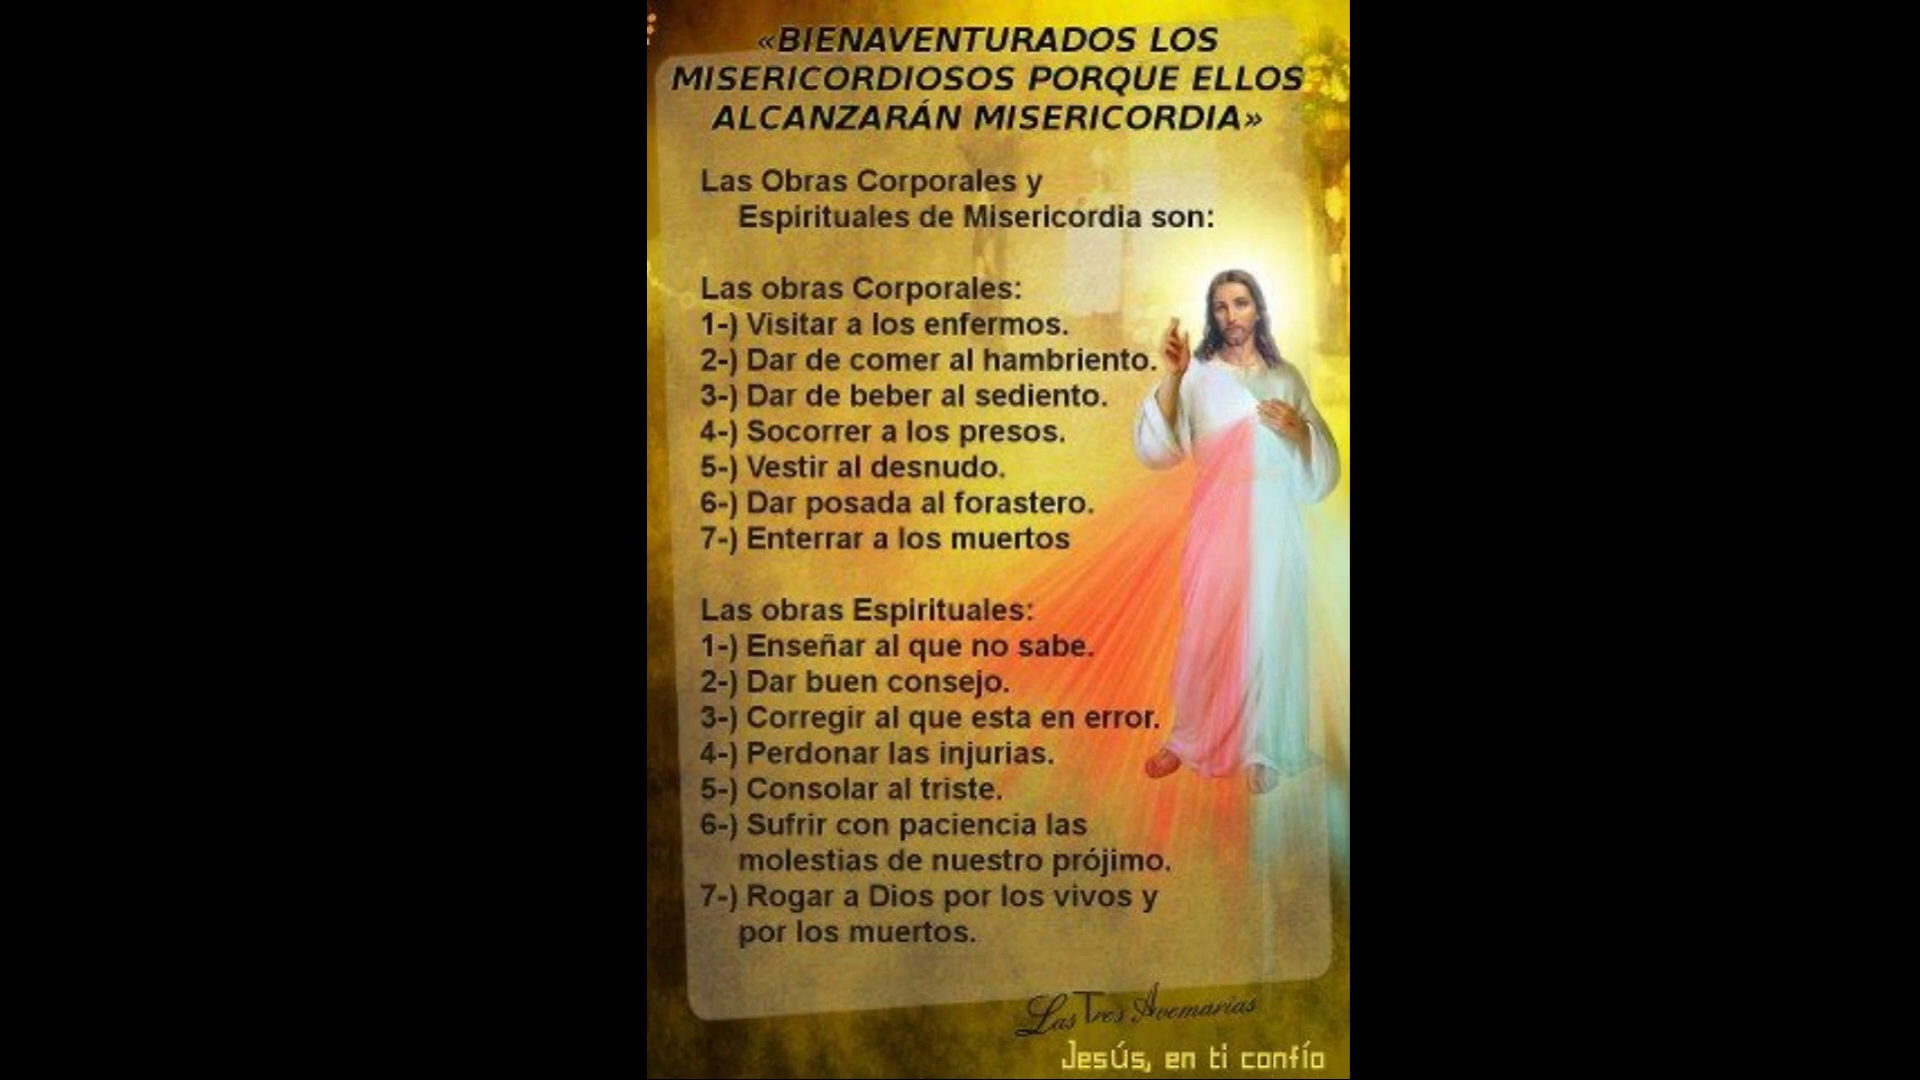 «BIENAVENTURADOS LOS
MISERICORDIOSOS PORQUE ELLOS
ALCANZARÁN MISERICORDIA»
Las Obras Corporales y
Espirituales de Misericordia son:
Las obras Corporales:
1-) Visitar a los enfermos.
2-) Dar de comer al hambriento.
3-) Dar de beber al sediento.
4-) Socorrer a los presos.
5-) Vestir al desnudo.
6-) Dar posada al forastero.
7-) Enterrar a los muertos
Las obras Espirituales:
1-) Enseñar al que no sabe.
2-) Dar buen consejo.
3-) Corregir al que esta en error.
4-) Perdonar las injurias.
5-) Consolar al triste.
6-) Sufrir con paciencia las
molestias de nuestro prójimo.
7-) Rogar a Dios por los vivos y
por los muertos.
Las Tres Avemarías
Jesús, en ti confío